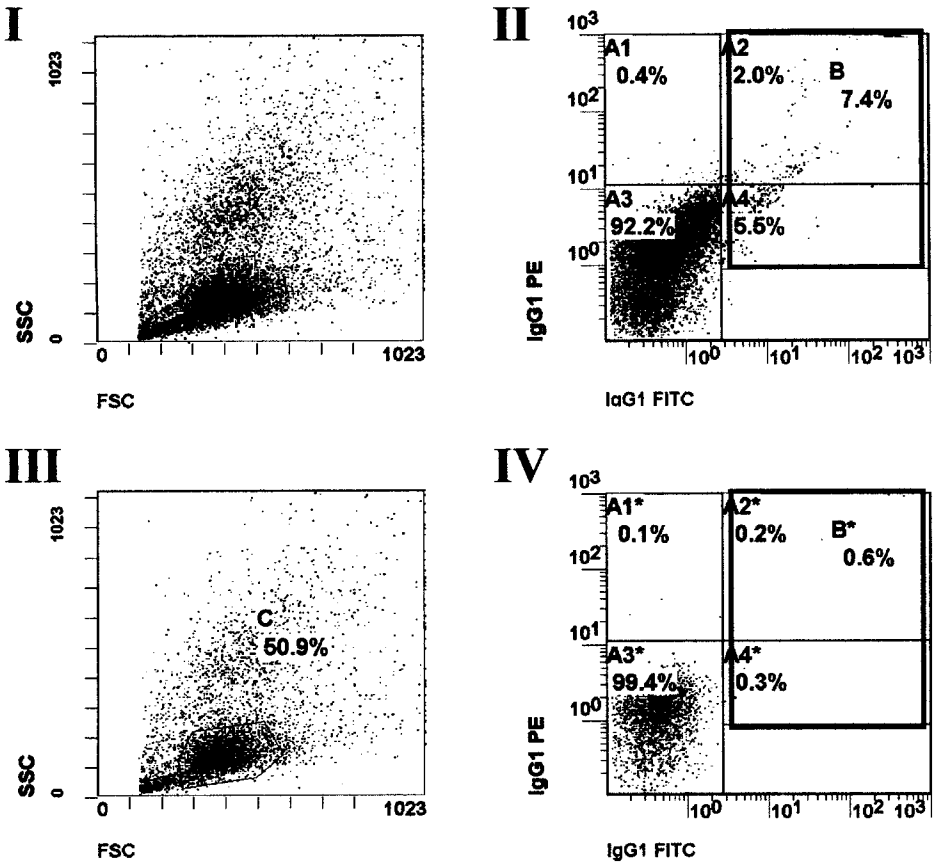 I
1023
SSC
0
0
1023
FSC
II
10³
10²
10¹
10⁰
IgG1 PE
A1
0.4%
A2
2.0%
B
7.4%
A3
92.2%
A4
5.5%
10⁰
10¹
10²
10³
IgG1 FITC
III
1023
SSC
0
C
50.9%
0
1023
FSC
IV
10³
10²
10¹
10⁰
IgG1 PE
A1*
0.1%
A2*
0.2%
B*
0.6%
A3*
99.4%
A4*
0.3%
10⁰
10¹
10²
10³
IgG1 FITC